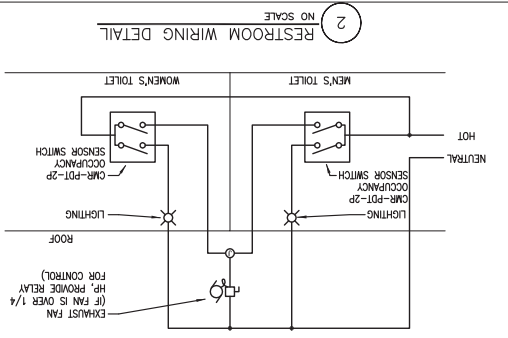 EXHAUST FAN
(IF FAN IS OVER 1/4
HP, PROVIDE RELAY
FOR CONTROL)
ROOF
LIGHTING
LIGHTING
CMR-PDT-2P
OCCUPANCY
SENSOR SWITCH
CMR-PDT-2P
OCCUPANCY
SENSOR SWITCH
NEUTRAL
HOT
J
MEN'S TOILET
WOMEN'S TOILET
2
RESTROOM WIRING DETAIL
NO SCALE